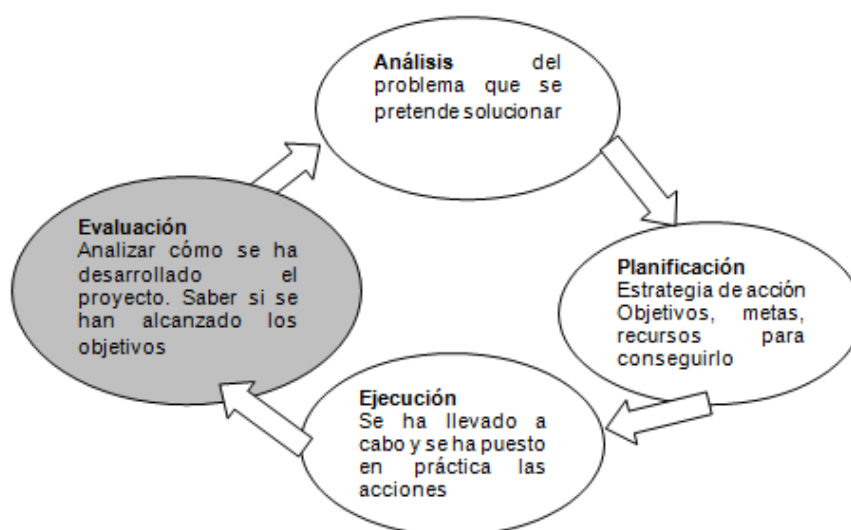 Análisis del
problema que se
pretende solucionar
Planificación
Estrategia de acción
Objetivos, metas,
recursos para
conseguirlo
Ejecución
Se ha llevado a
cabo y se ha puesto
en práctica las
acciones
Evaluación
Analizar cómo se ha
desarrollado el
proyecto. Saber si se
han alcanzado los
objetivos